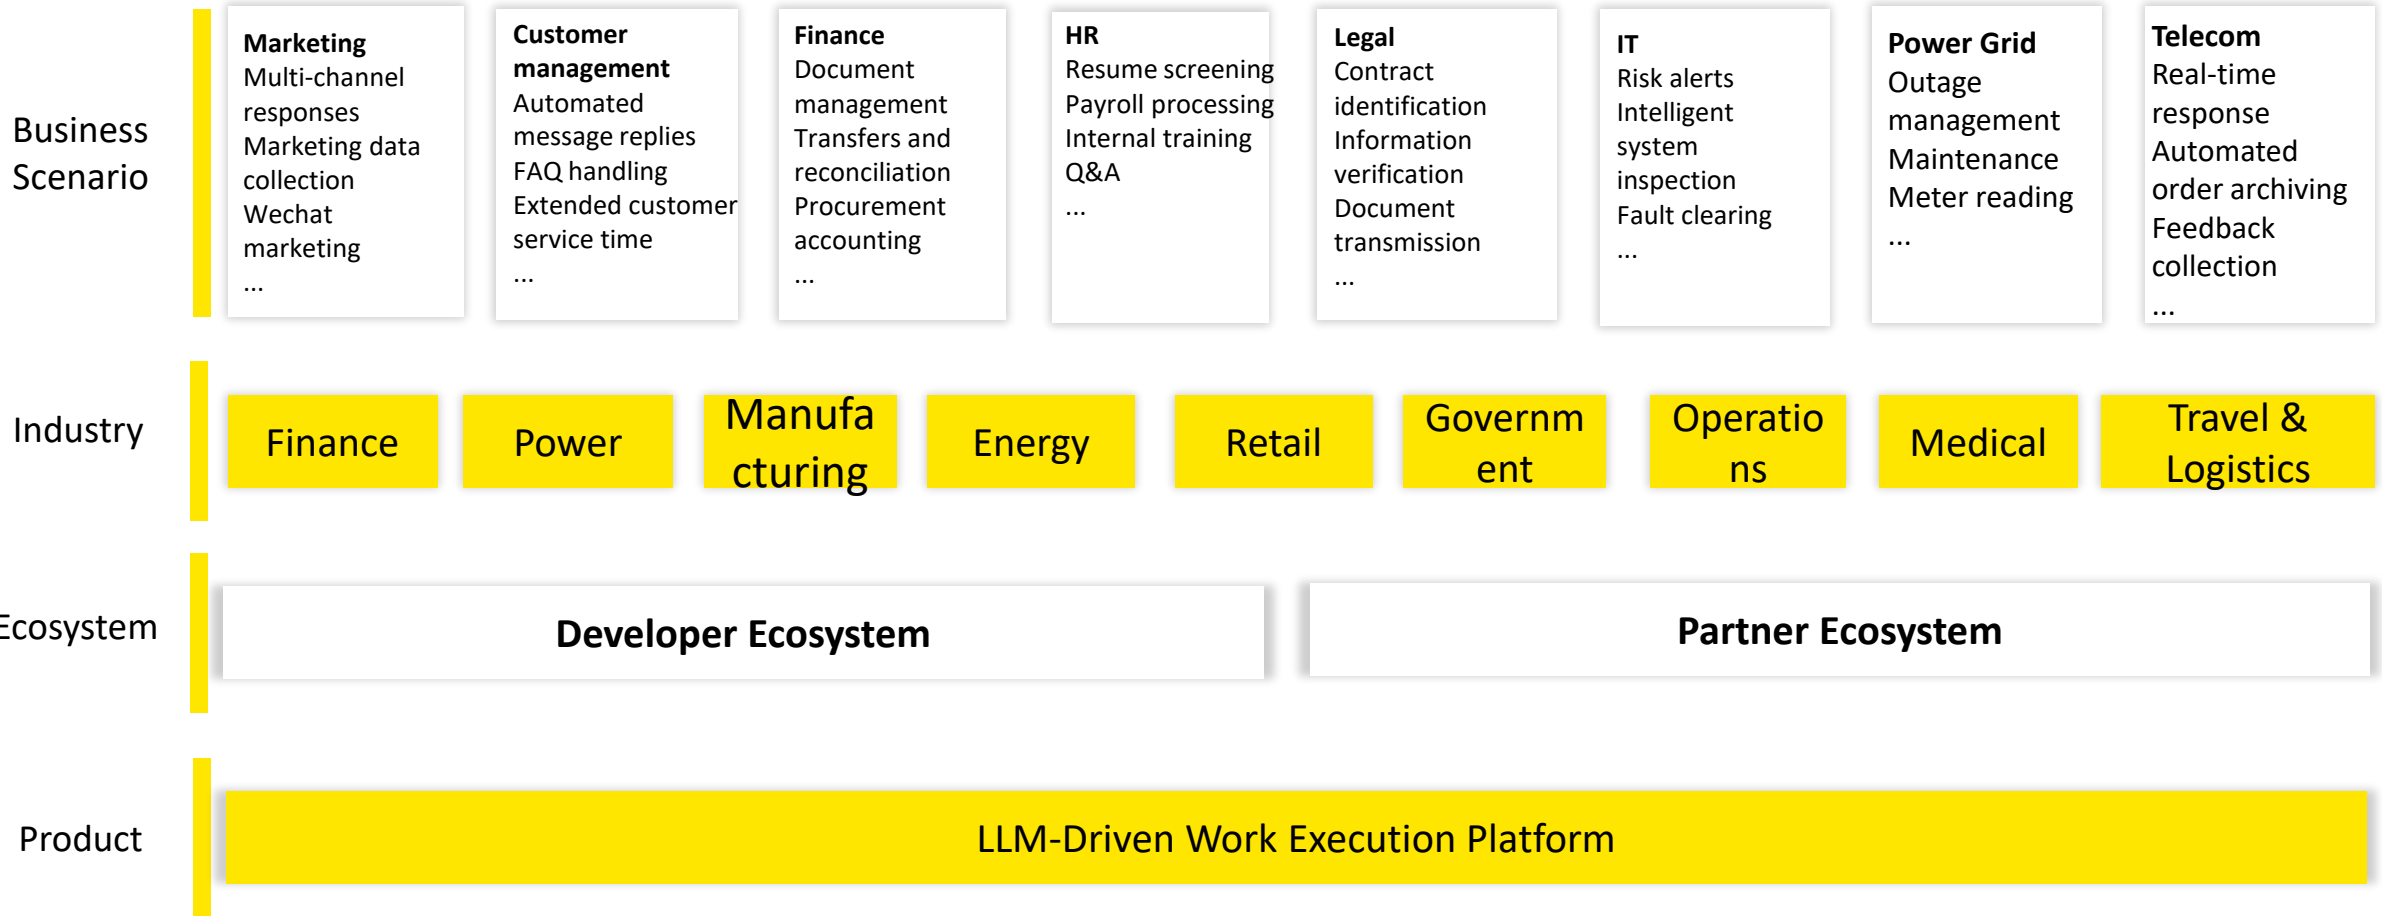 Business
Scenario
Marketing
Multi-channel
responses
Marketing data
collection
Wechat
marketing
...
Customer
management
Automated
message replies
FAQ handling
Extended customer
service time
...
Finance
Document
management
Transfers and
reconciliation
Procurement
accounting
...
HR
Resume screening
Payroll processing
Internal training
Q&A
...
Legal
Contract
identification
Information
verification
Document
transmission
...
IT
Risk alerts
Intelligent
system
inspection
Fault clearing
...
Power Grid
Outage
management
Maintenance
Meter reading
...
Telecom
Real-time
response
Automated
order archiving
Feedback
collection
...
Industry
Finance
Power
Manufa
cturing
Energy
Retail
Governm
ent
Operatio
ns
Medical
Travel &
Logistics
Ecosystem
Developer Ecosystem
Partner Ecosystem
Product
LLM-Driven Work Execution Platform